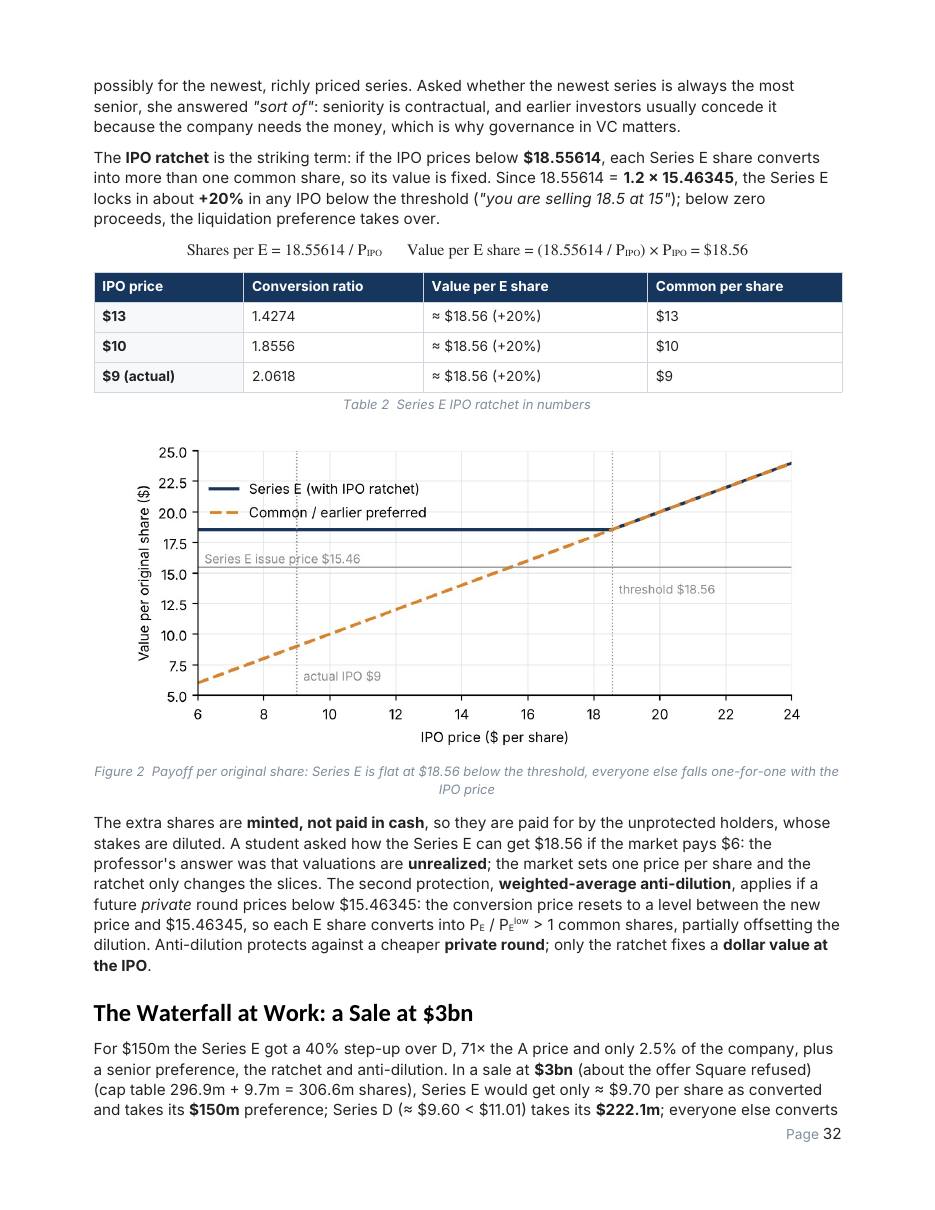 possibly for the newest, richly priced series. Asked whether the newest series is always the most
senior, she answered "sort of": seniority is contractual, and earlier investors usually concede it
because the company needs the money, which is why governance in VC matters.
The IPO ratchet is the striking term: if the IPO prices below $18.55614, each Series E share converts
into more than one common share, so its value is fixed. Since 18.55614 = 1.2 × 15.46345, the Series E
locks in about +20% in any IPO below the threshold ("you are selling 18.5 at 15"); below zero
proceeds, the liquidation preference takes over.
Shares per E = 18.55614 / PIPO Value per E share = (18.55614 / PIPO) × PIPO = $18.56
IPO price Conversion ratio Value per E share Common per share
$13 1.4274 ≈ $18.56 (+20%) $13
$10 1.8556 ≈ $18.56 (+20%) $10
$9 (actual) 2.0618 ≈ $18.56 (+20%) $9
Table 2 Series E IPO ratchet in numbers
Value per original share ($)
25.0
22.5
20.0
17.5
15.0
12.5
10.0
7.5
5.0
Series E (with IPO ratchet)
Common / earlier preferred
Series E issue price $15.46
threshold $18.56
actual IPO $9
6 8 10 12 14 16 18 20 22 24
IPO price ($ per share)
Figure 2 Payoff per original share: Series E is flat at $18.56 below the threshold, everyone else falls one-for-one with the
IPO price
The extra shares are minted, not paid in cash, so they are paid for by the unprotected holders, whose
stakes are diluted. A student asked how the Series E can get $18.56 if the market pays $6: the
professor's answer was that valuations are unrealized; the market sets one price per share and the
ratchet only changes the slices. The second protection, weighted-average anti-dilution, applies if a
future private round prices below $15.46345: the conversion price resets to a level between the new
price and $15.46345, so each E share converts into PE / PElow > 1 common shares, partially offsetting the
dilution. Anti-dilution protects against a cheaper private round; only the ratchet fixes a dollar value at
the IPO.
The Waterfall at Work: a Sale at $3bn
For $150m the Series E got a 40% step-up over D, 71× the A price and only 2.5% of the company, plus
a senior preference, the ratchet and anti-dilution. In a sale at $3bn (about the offer Square refused)
(cap table 296.9m + 9.7m = 306.6m shares), Series E would get only ≈ $9.70 per share as converted
and takes its $150m preference; Series D (≈ $9.60 < $11.01) takes its $222.1m; everyone else converts
Page 32